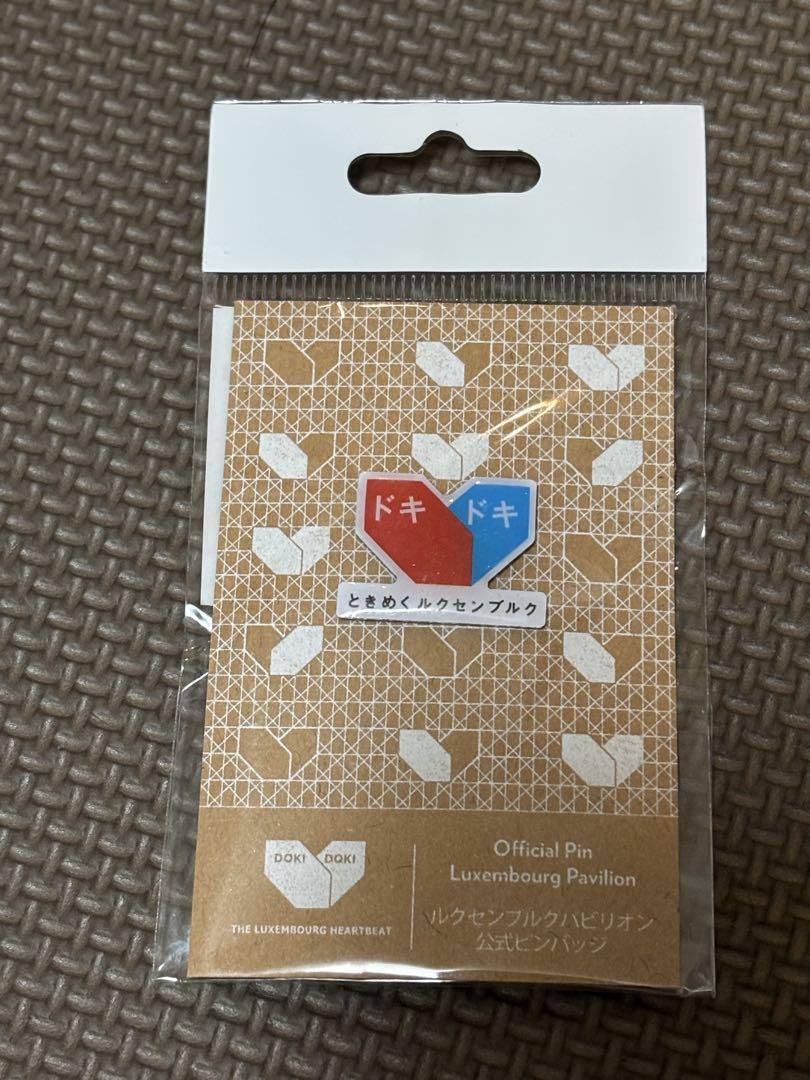 ドキ ドキ
ときめくルクセンブルク
DOKI DOKI
THE LUXEMBOURG HEARTBEAT
Official Pin
Luxembourg Pavilion
ルクセンブルクパビリオン
公式ピンバッジ